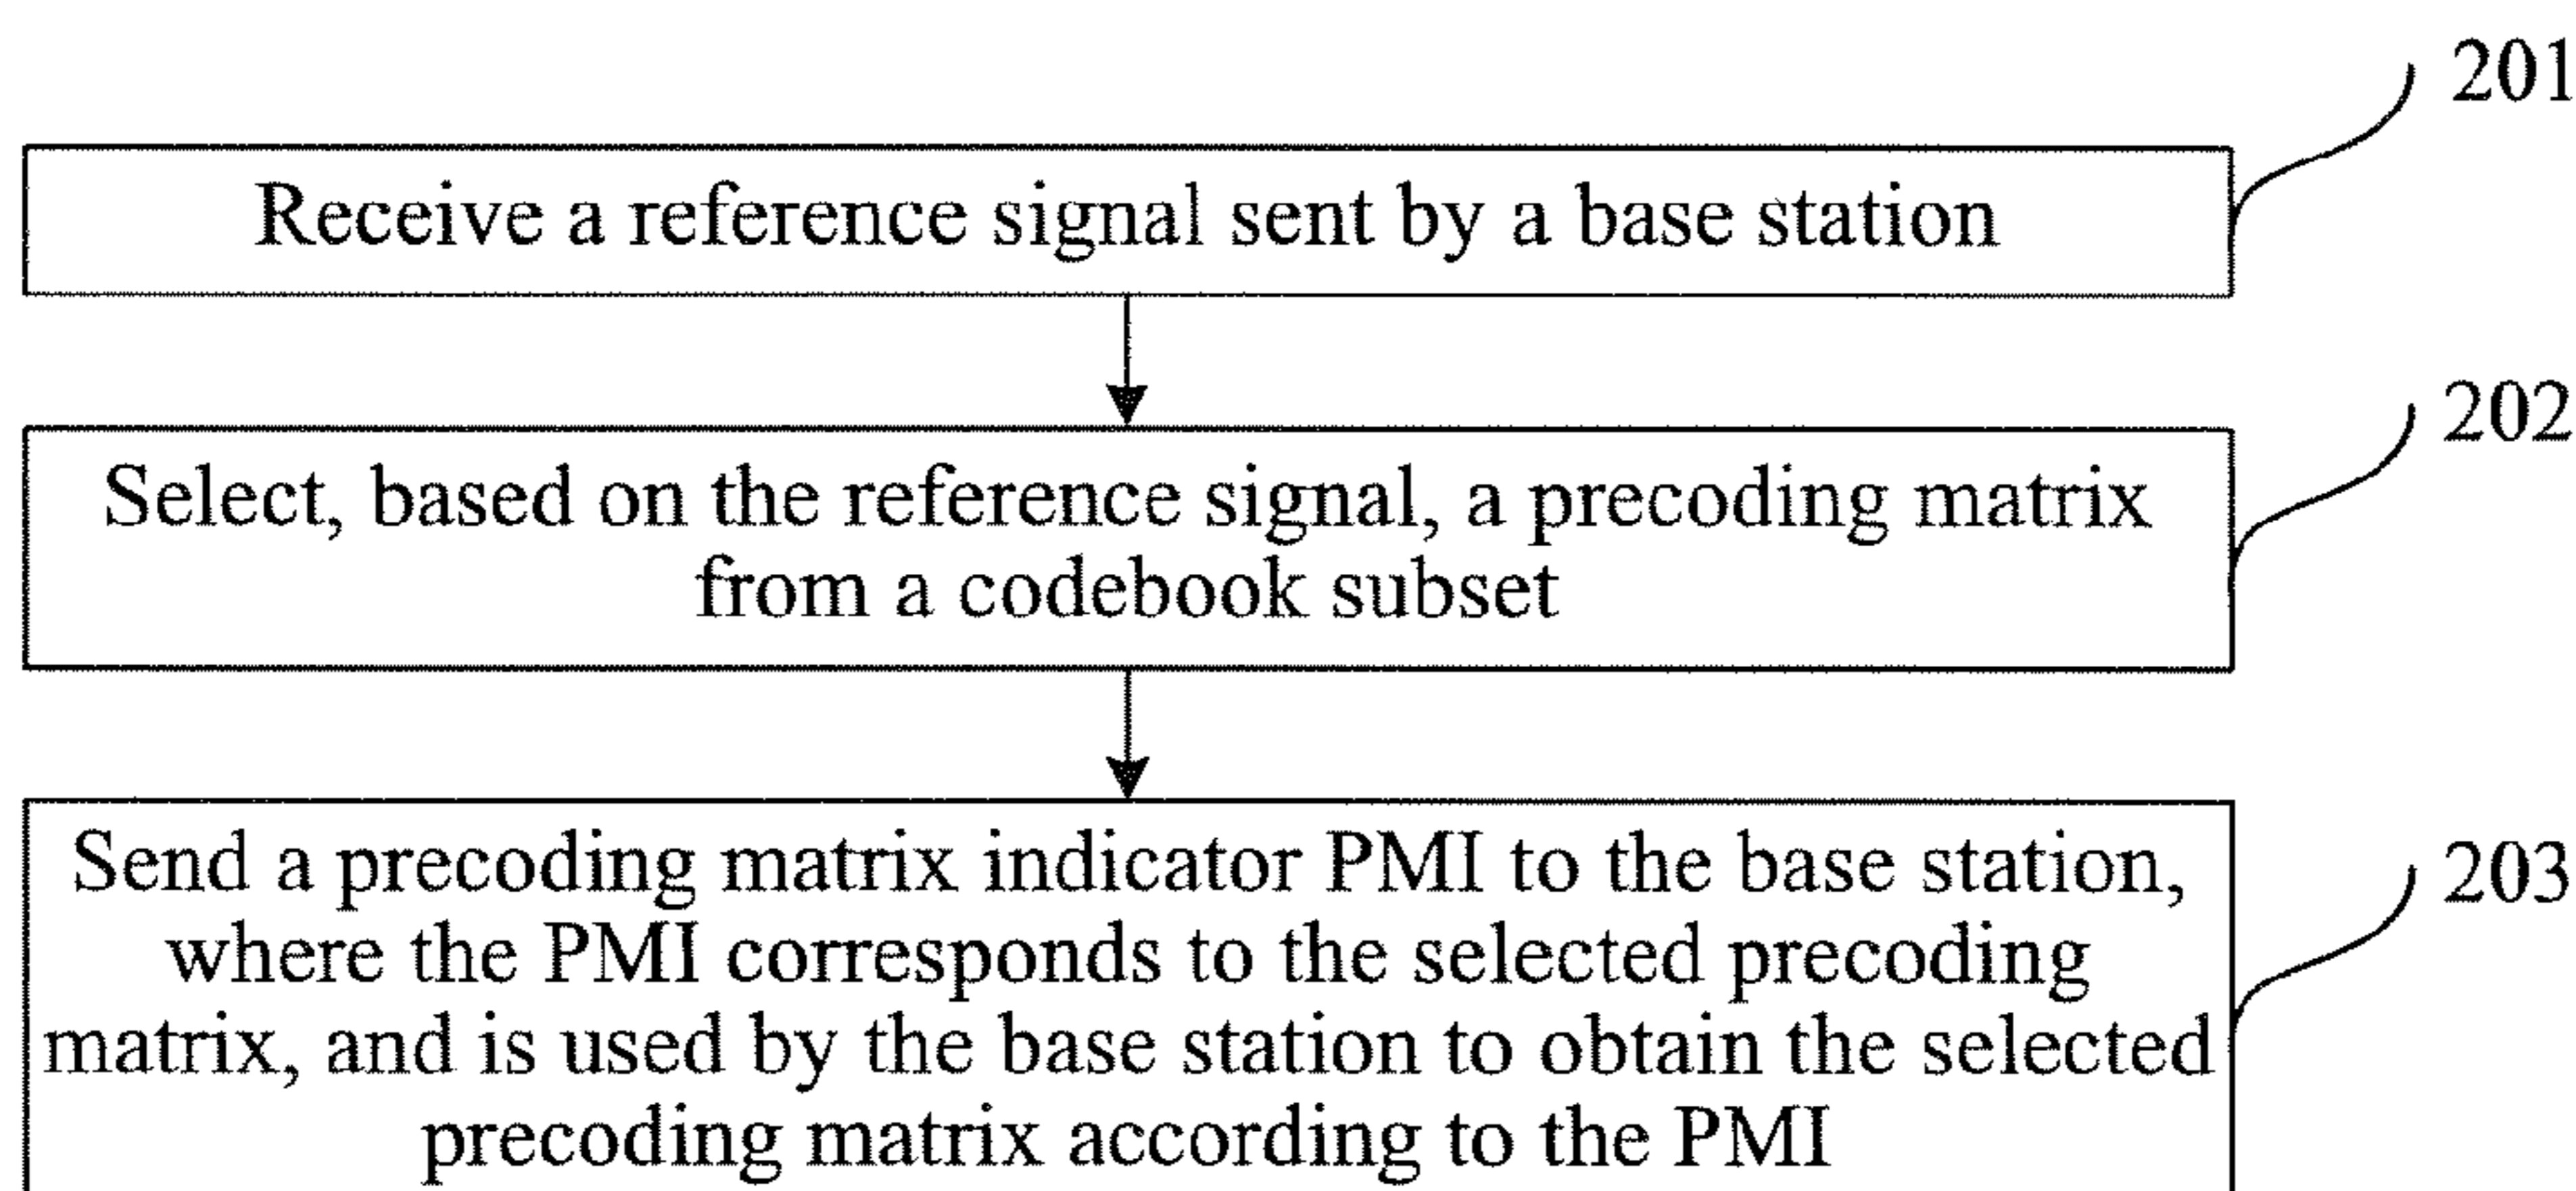 201
Receive a reference signal sent by a base station
202
Select, based on the reference signal, a precoding matrix
from a codebook subset
203
Send a precoding matrix indicator PMI to the base station,
where the PMI corresponds to the selected precoding
matrix, and is used by the base station to obtain the selected
precoding matrix according to the PMI